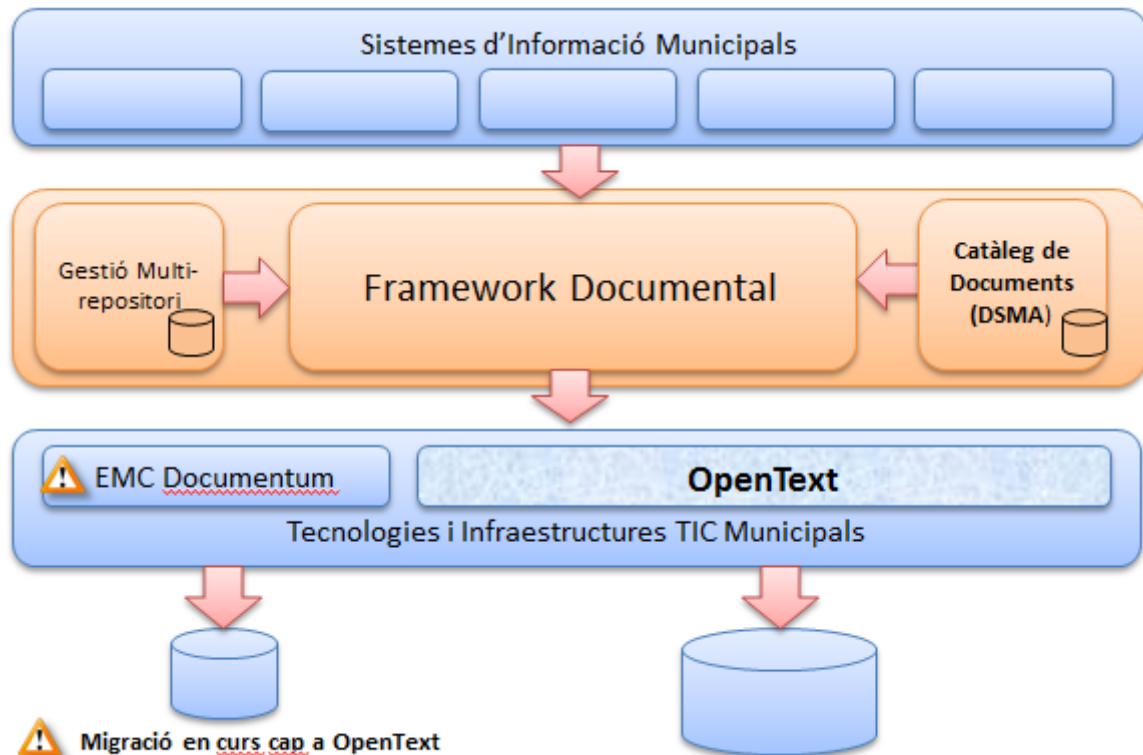 Sistemes d’Informació Municipals
Gestió Multi-
repositori
Framework Documental
Catàleg de
Documents
(DSMA)
EMC Documentum
OpenText
Tecnologies i Infraestructures TIC Municipals
Migració en curs cap a OpenText